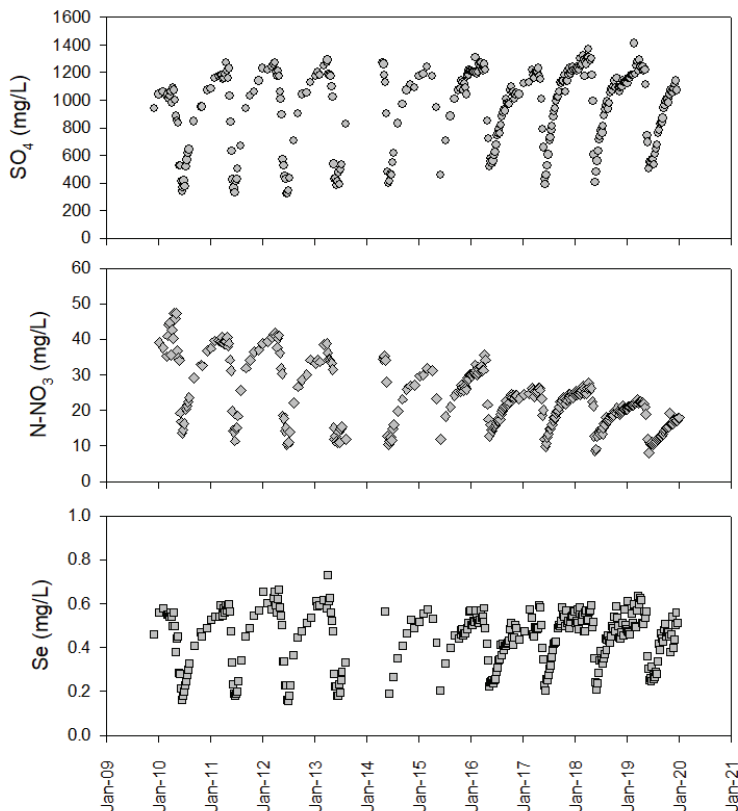 1600
1400
1200
1000
800
600
400
200
0
SO4 (mg/L)
60
50
40
30
20
10
0
N-NO3 (mg/L)
1.0
0.8
0.6
0.4
0.2
0.0
Se (mg/L)
Jan-09
Jan-10
Jan-11
Jan-12
Jan-13
Jan-14
Jan-15
Jan-16
Jan-17
Jan-18
Jan-19
Jan-20
Jan-21